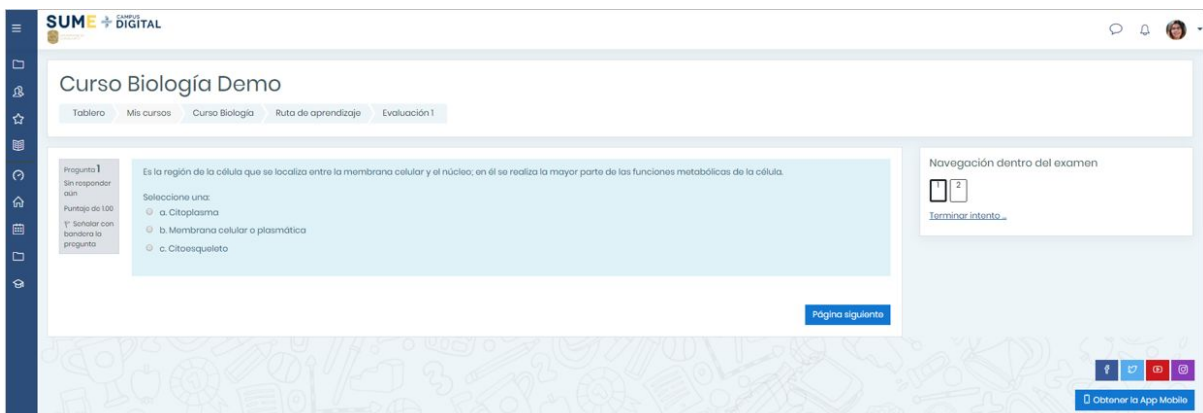 SUME + CAMPUS DIGITAL
Curso Biología Demo
Tablero Mis cursos Curso Biología Ruta de aprendizaje Evaluación 1
Pregunta 1
Sin responder
aún
Puntaje de 1.00
Señalar con
bandera la
pregunta
Es la región de la célula que se localiza entre la membrana celular y el núcleo; en él se realiza la mayor parte de las funciones metabólicas de la célula.
Seleccione una:
a. Citoplasma
b. Membrana celular o plasmática
c. Citoesqueleto
Página siguiente
Navegación dentro del examen
1 2
Terminar intento ...
Obtener la App Mobile